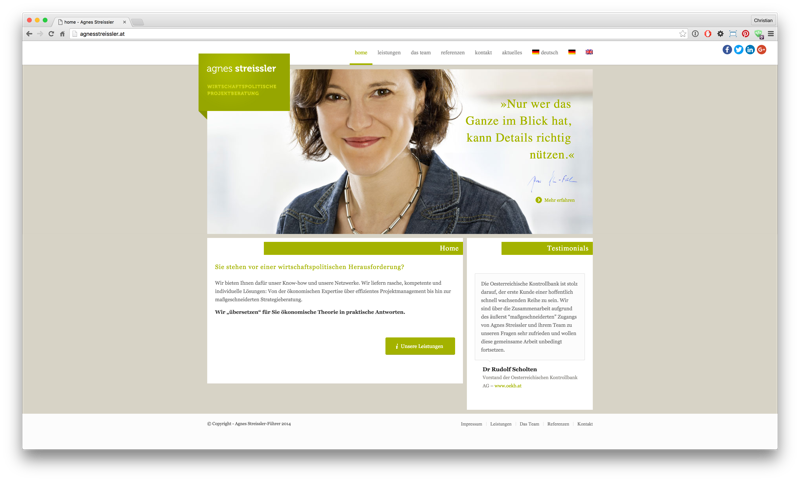 home - Agnes Streissler
Christian
agnesstreissler.at
home leistungen das team referenzen kontakt aktuelles deutsch
agnes streissler
WIRTSCHAFTSPOLITISCHE
PROJEKTBERATUNG
»Nur wer das
Ganze im Blick hat,
kann Details richtig
nützen.«
Mehr erfahren
Home
Testimonials
Sie stehen vor einer wirtschaftspolitischen Herausforderung?
Wir bieten Ihnen dafür unser Know-how und unsere Netzwerke. Wir liefern rasche, kompetente und
individuelle Lösungen: Von der ökonomischen Expertise über effizientes Projektmanagement bis hin zur
maßgeschneiderten Strategieberatung.
Wir „übersetzen“ für Sie ökonomische Theorie in praktische Antworten.
Unsere Leistungen
Die Oesterreichische Kontrollbank ist stolz
darauf, der erste Kunde einer hoffentlich
schnell wachsenden Reihe zu sein. Wir
sind über die Zusammmearbeit aufgrund
des äußerst "maßgeschneiderten" Zugangs
von Agnes Streissler und ihrem Team zu
unseren Fragen sehr zufrieden und wollen
diese gemeinsame Arbeit unbedingt
fortsetzen.
Dr Rudolf Scholten
Vorstand der Oesterreichischen Kontrollbank
AG – www.oekb.at
© Copyright - Agnes Streissler-Führer 2014
Impressum Leistungen Das Team Referenzen Kontakt